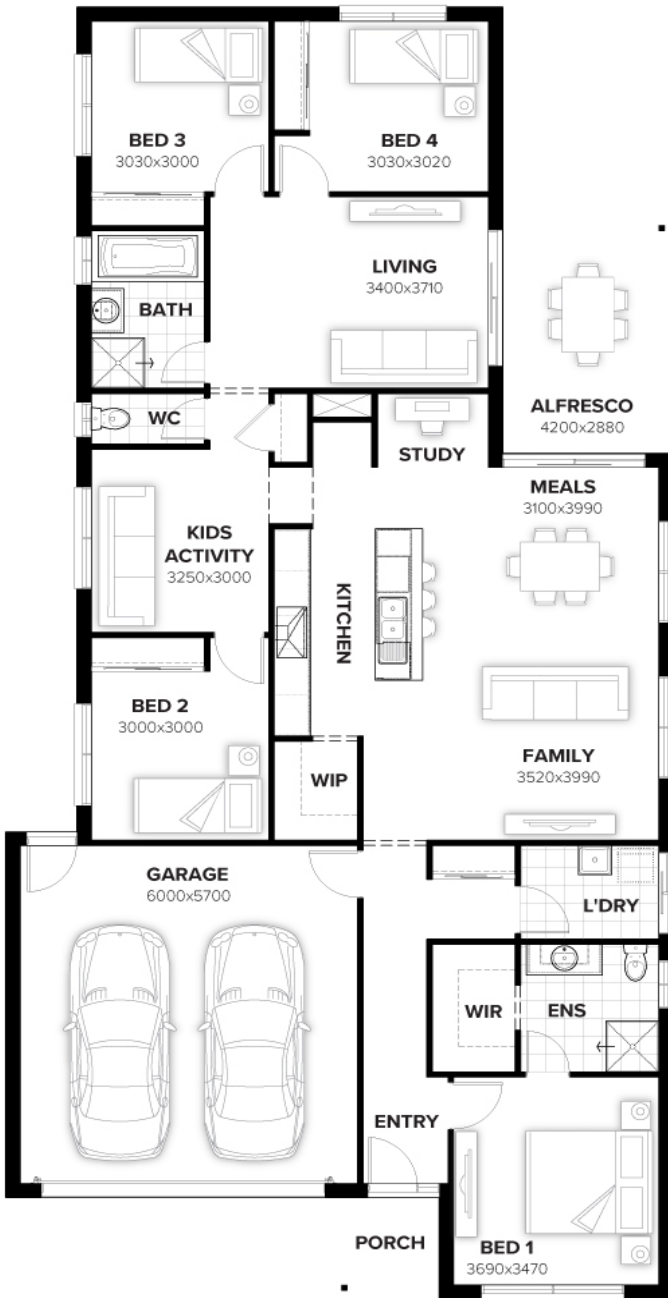 BED 3
3030x3000
BED 4
3030x3020
LIVING
3400x3710
BATH
ALFRESCO
4200x2880
WC
STUDY
MEALS
3100x3990
KIDS
ACTIVITY
3250x3000
KITCHEN
BED 2
3000x3000
FAMILY
3520x3990
WIP
GARAGE
6000x5700
L'DRY
WIR
ENS
ENTRY
PORCH
BED 1
3690x3470